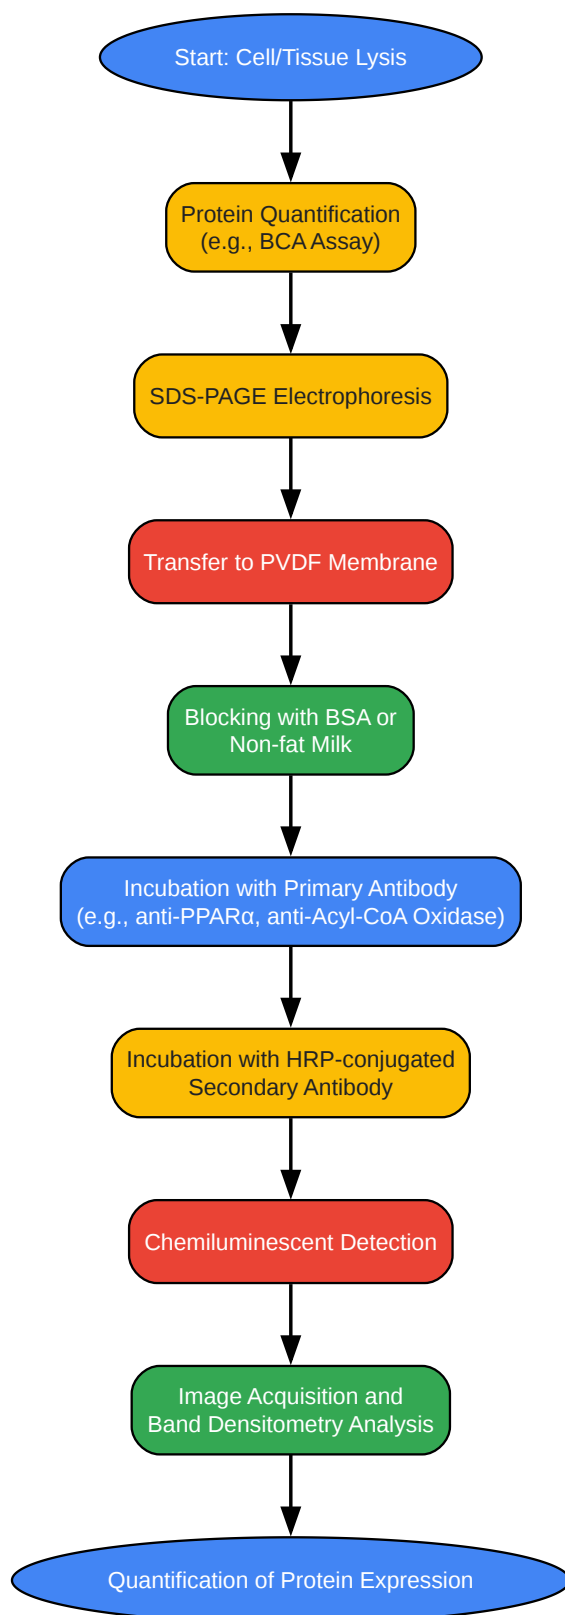 Start: Cell/Tissue Lysis
Protein Quantification
(e.g., BCA Assay)
SDS-PAGE Electrophoresis
Transfer to PVDF Membrane
Blocking with BSA or
Non-fat Milk
Incubation with Primary Antibody
(e.g., anti-PPARα, anti-Acyl-CoA Oxidase)
Incubation with HRP-conjugated
Secondary Antibody
Chemiluminescent Detection
Image Acquisition and
Band Densitometry Analysis
Quantification of Protein Expression